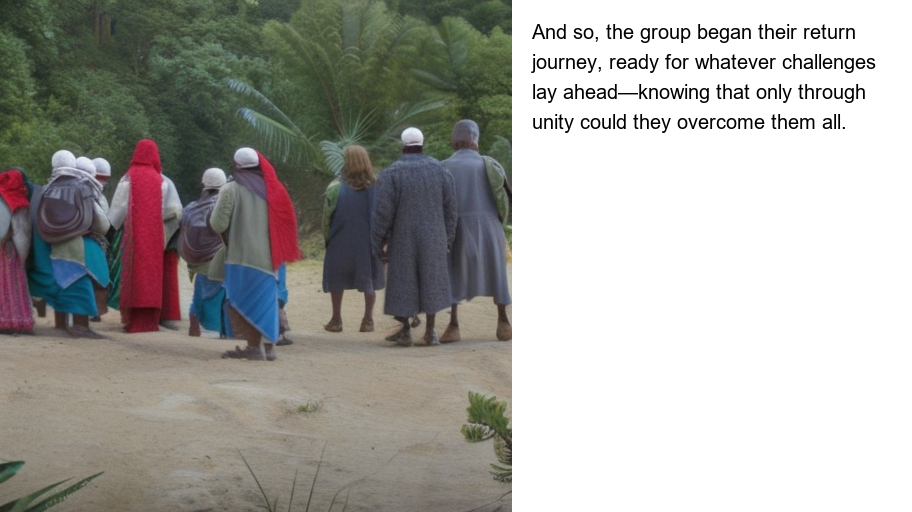 And so, the group began their return
journey, ready for whatever challenges
lay ahead—knowing that only through
unity could they overcome them all.